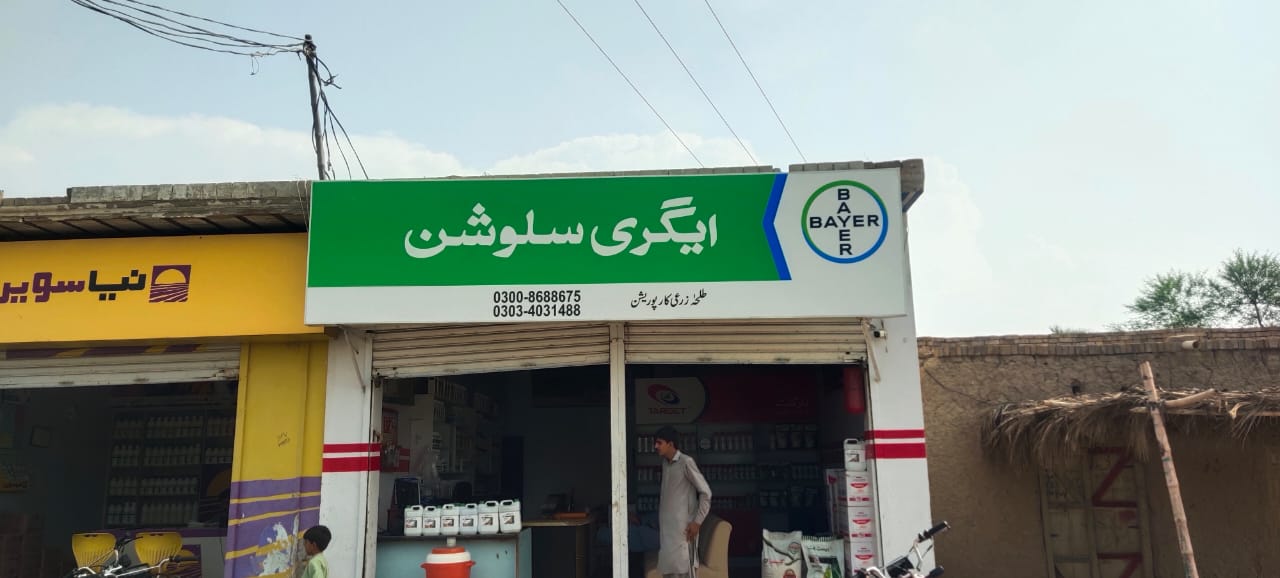 نیا سویرا
ایگری سلوشن
BAYER
BAYER
0300-8688675
0303-4031488
طلحہٰ زرعی کارپوریشن
TARGET